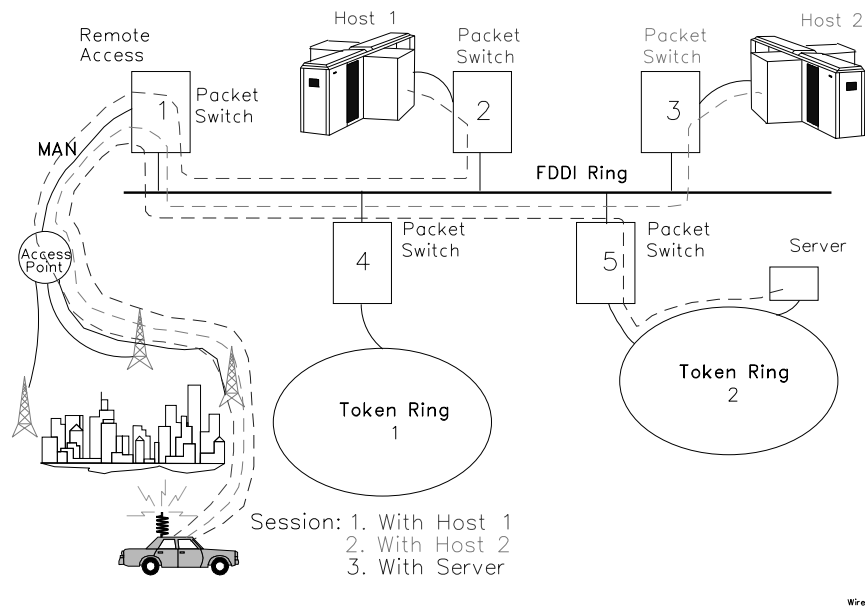 Host 1
Host 2
Remote
Access
Packet
Switch
Packet
Switch
1
Packet
Switch
2
3
MAN
FDDI Ring
Access
Point
4
Packet
Switch
5
Packet
Switch
Server
Token Ring
1
Token Ring
2
Session: 1. With Host 1
2. With Host 2
3. With Server
Wire